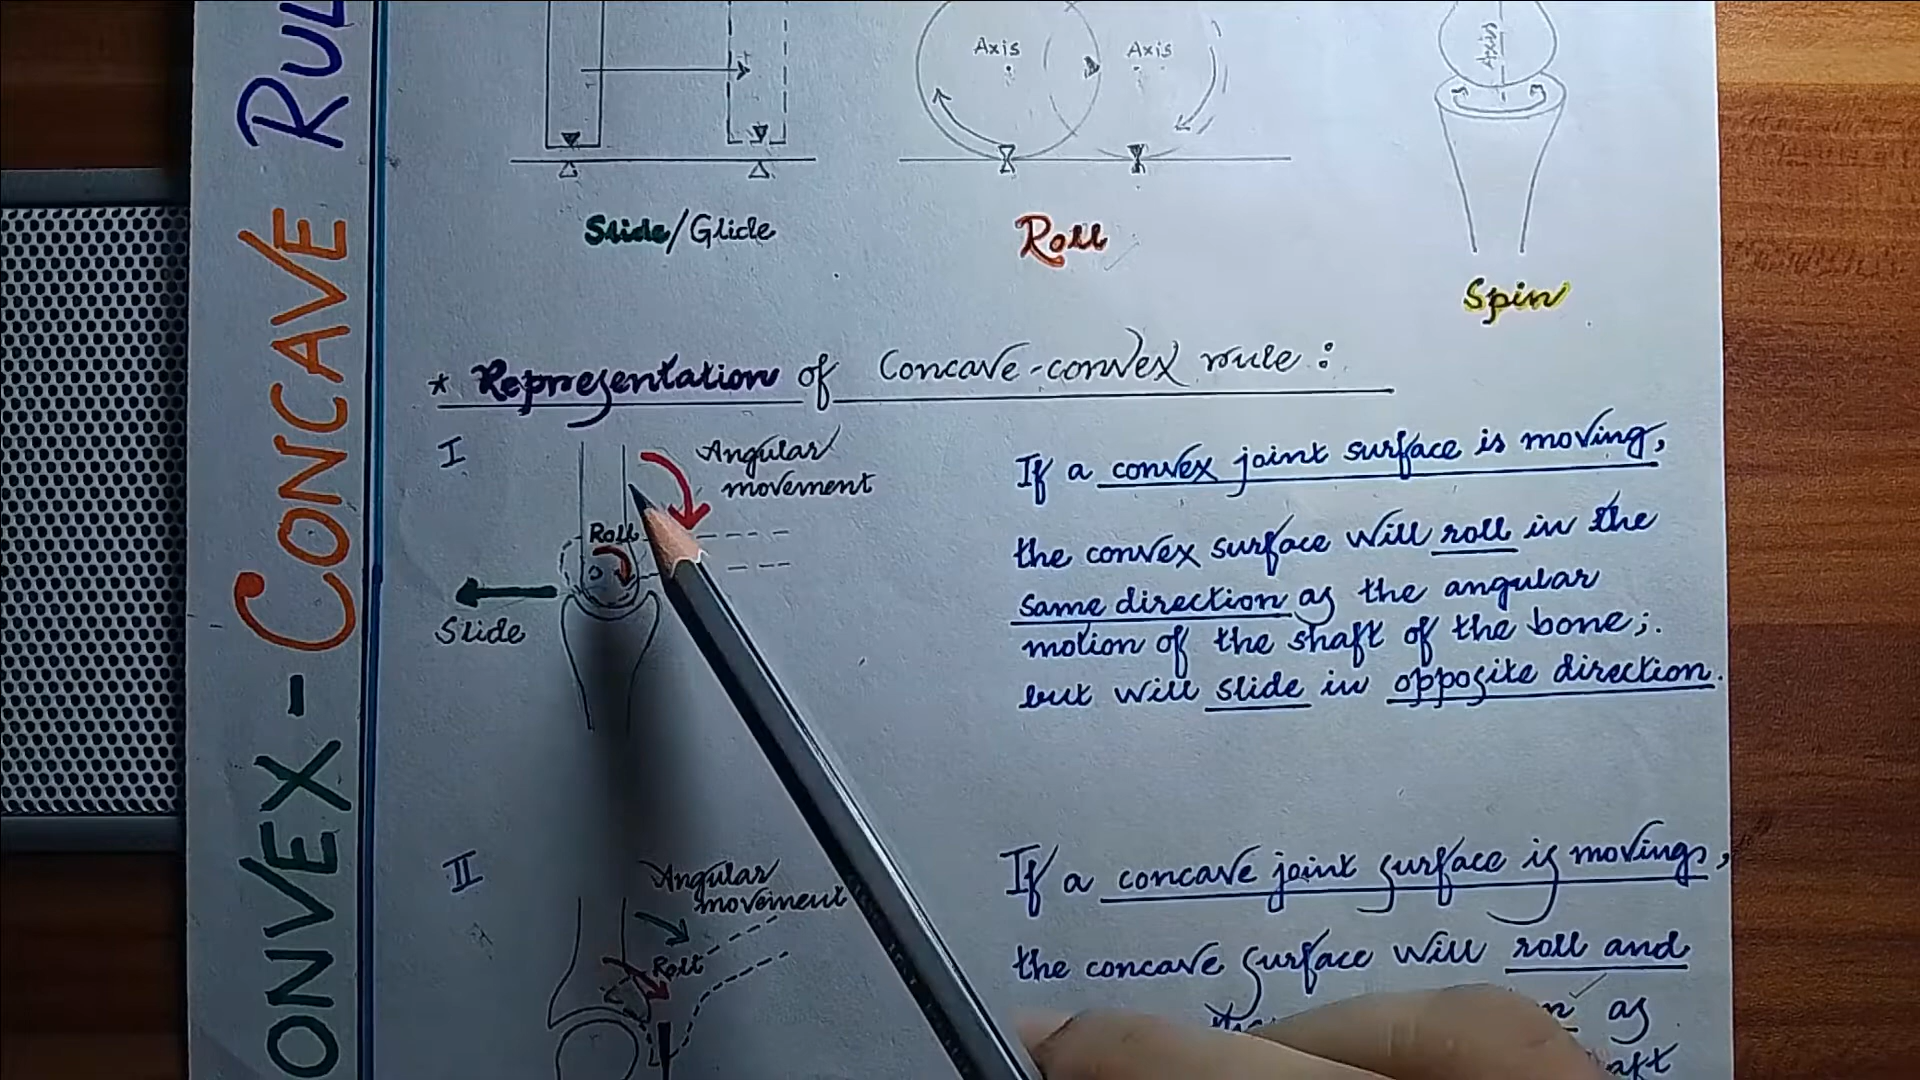 CONVEX - CONCAVE RUL
Axis
Axis
Axis
Slide/Glide
Roll
Spin
* Representation of Concave-convex rule :
I
Angular
movement
Roll
Slide
If a convex joint surface is moving,
the convex surface will roll in the
same direction as the angular
motion of the shaft of the bone;.
but will slide in opposite direction.
II
Angular
movement
Roll
If a concave joint surface is moving,
the concave surface will roll and
as